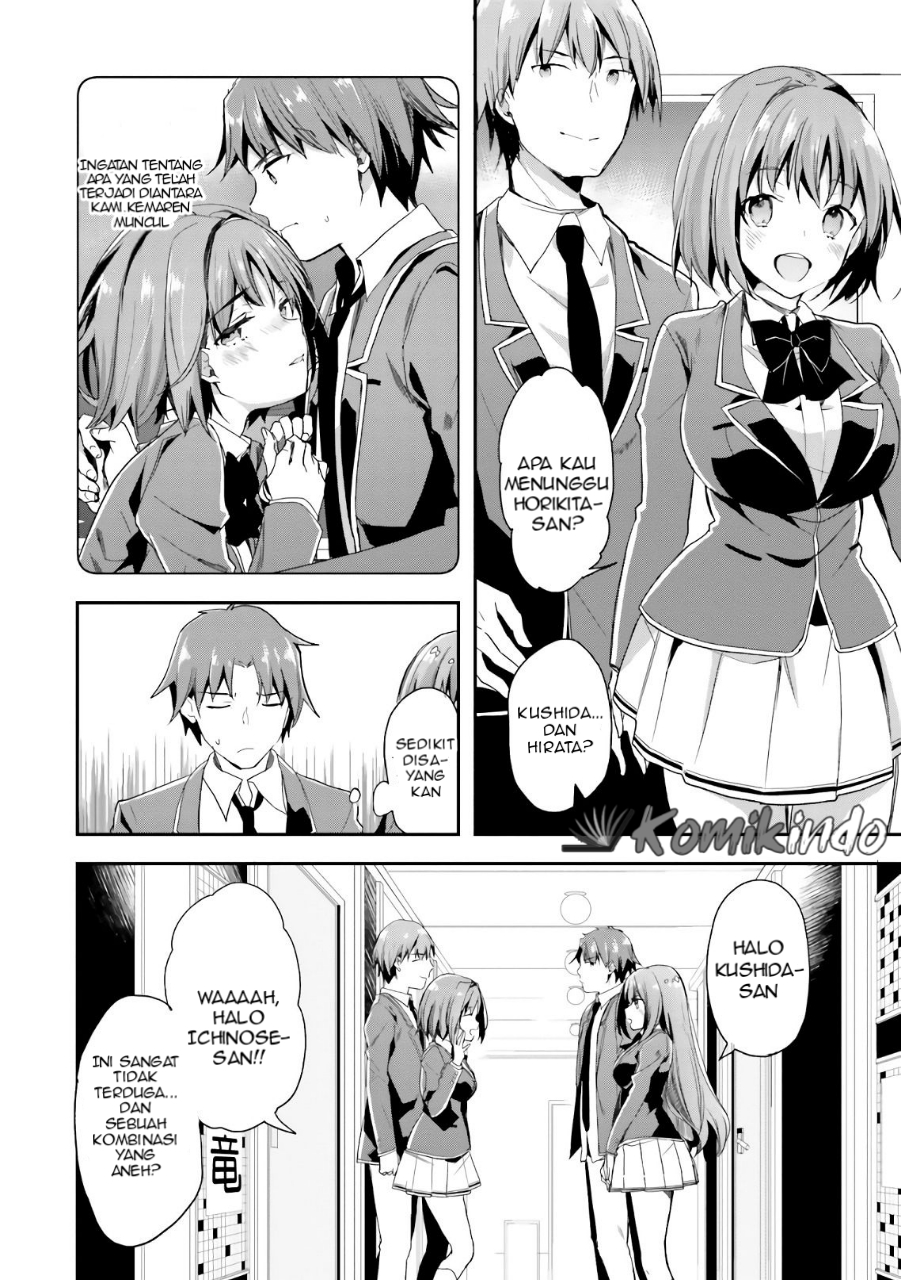 APA KAU
MENUNGGU
HORIKITA-
SAN?
KUSHIDA...
DAN
HIRATA?
INGATAN TENTANG
APA YANG TELAH
TERJADI DIANTARA
KAMI KEMAREN
MUNCUL
SEDIKIT
DISA-
YANG
KAN
Komikindo
HALO
KUSHIDA-
SAN
WAAAAH,
HALO
ICHINOSE-
SAN!!
INI SANGAT
TIDAK
TERDUGA...
DAN
SEBUAH
KOMBINASI
YANG
ANEH?
竜